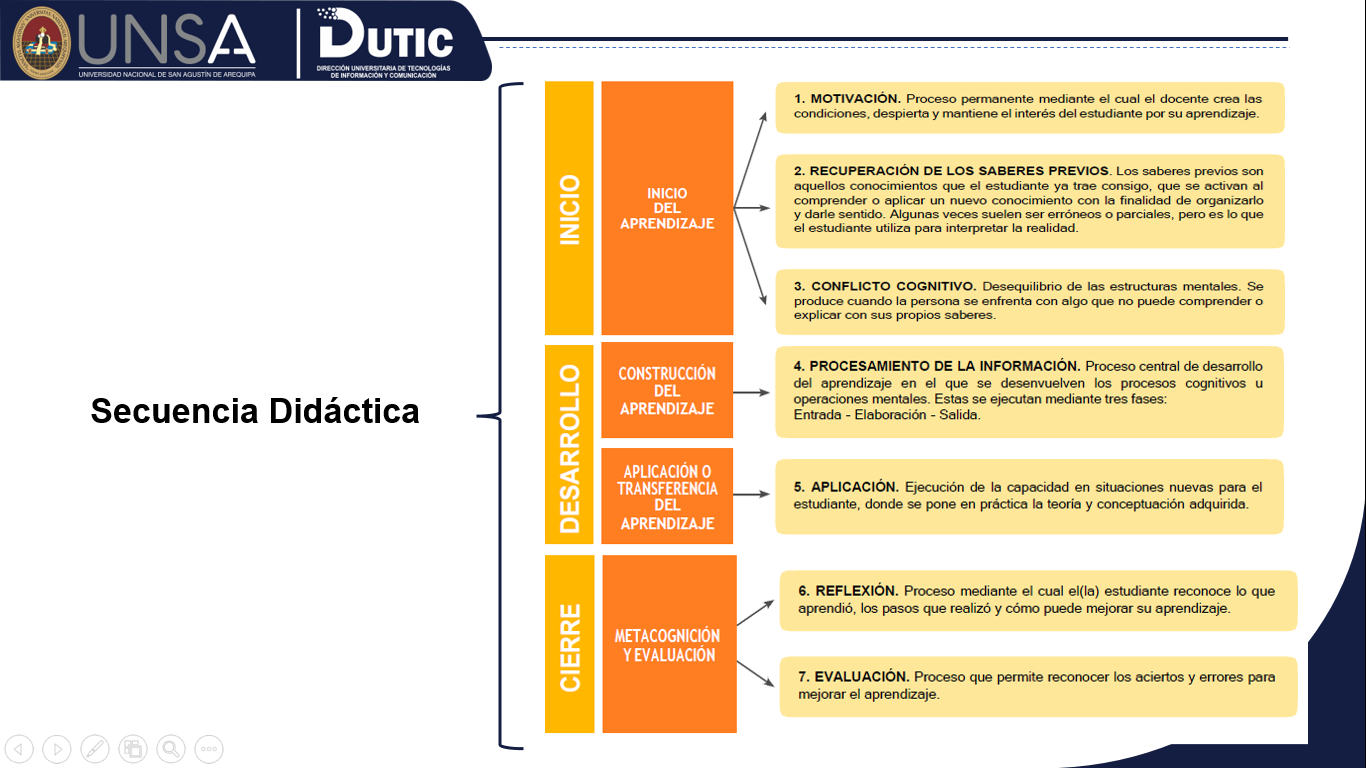 UNSA
UNIVERSIDAD NACIONAL DE SAN AGUSTÍN DE AREQUIPA
DUTIC
DIRECCIÓN UNIVERSITARIA DE TECNOLOGÍAS
DE INFORMACIÓN Y COMUNICACIÓN
Secuencia Didáctica
INICIO
INICIO
DEL
APRENDIZAJE
1. MOTIVACIÓN. Proceso permanente mediante el cual el docente crea las
condiciones, despierta y mantiene el interés del estudiante por su aprendizaje.
2. RECUPERACIÓN DE LOS SABERES PREVIOS. Los saberes previos son
aquellos conocimientos que el estudiante ya trae consigo, que se activan al
comprender o aplicar un nuevo conocimiento con la finalidad de organizarlo
y darle sentido. Algunas veces suelen ser erróneos o parciales, pero es lo que
el estudiante utiliza para interpretar la realidad.
3. CONFLICTO COGNITIVO. Desequilibrio de las estructuras mentales. Se
produce cuando la persona se enfrenta con algo que no puede comprender o
explicar con sus propios saberes.
DESARROLLO
CONSTRUCCIÓN
DEL
APRENDIZAJE
4. PROCESAMIENTO DE LA INFORMACIÓN. Proceso central de desarrollo
del aprendizaje en el que se desenvuelven los procesos cognitivos u
operaciones mentales. Estas se ejecutan mediante tres fases:
Entrada - Elaboración - Salida.
APLICACIÓN O
TRANSFERENCIA
DEL
APRENDIZAJE
5. APLICACIÓN. Ejecución de la capacidad en situaciones nuevas para el
estudiante, donde se pone en práctica la teoría y conceptuación adquirida.
CIERRE
METACOGNICIÓN
Y EVALUACIÓN
6. REFLEXIÓN. Proceso mediante el cual el(la) estudiante reconoce lo que
aprendió, los pasos que realizó y cómo puede mejorar su aprendizaje.
7. EVALUACIÓN. Proceso que permite reconocer los aciertos y errores para
mejorar el aprendizaje.